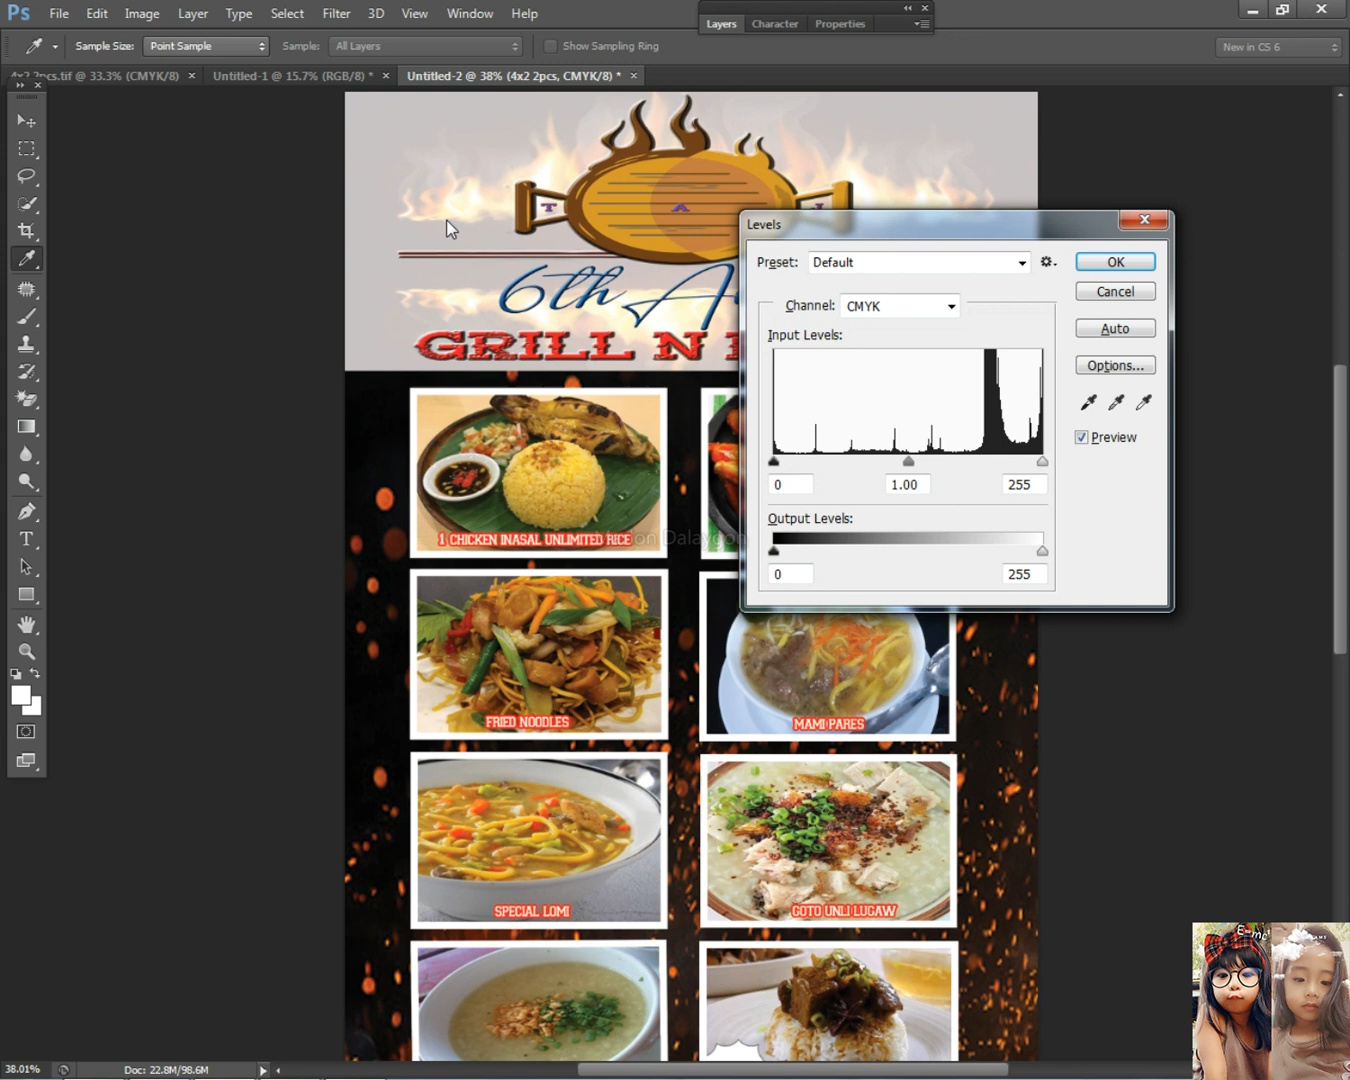 Ps File Edit Image Layer Type Select Filter 3D View Window Help
Layers Character Properties
Sample Size: Point Sample Sample: All Layers Show Sampling Ring New in CS 6
4x2 2pcs.tif @ 33.3% (CMYK/8) × Untitled-1 @ 15.7% (RGB/8) * × Untitled-2 @ 38% (4x2 2pcs, CMYK/8) * ×
T A
6th A
GRILL N
Levels
Preset: Default
OK
Channel: CMYK
Cancel
Input Levels:
Auto
Options...
Preview
0 1.00 255
Output Levels:
0 255
1 CHICKEN INASAL UNLIMITED RICE
FRIED NOODLES
MAMI PARES
SPECIAL LOMI
GOTO UNLI LUGAW
38.01% Doc: 22.8M/98.6M